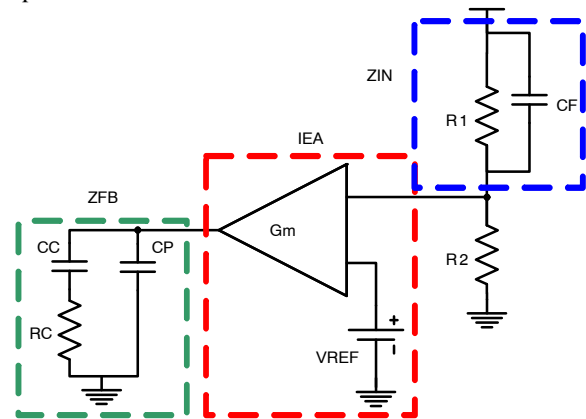 ZIN
R1
CF
IEA
ZFB
Gm
CC
CP
R2
RC
VREF
+
-